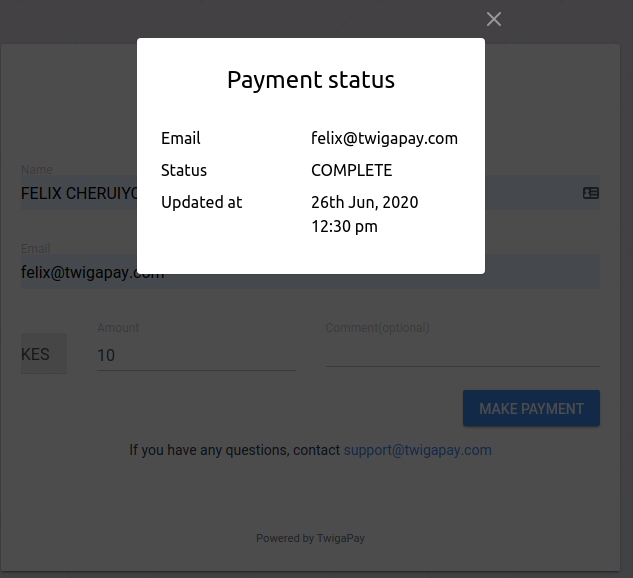 Payment status
Email felix@twigapay.com
Status COMPLETE
Updated at 26th Jun, 2020
12:30 pm
Name
FELIX
Email
felix@twigapay.com
Amount
Comment(optional)
KES 10
MAKE PAYMENT
If you have any questions, contact support@twigapay.com
Powered by TwigaPay